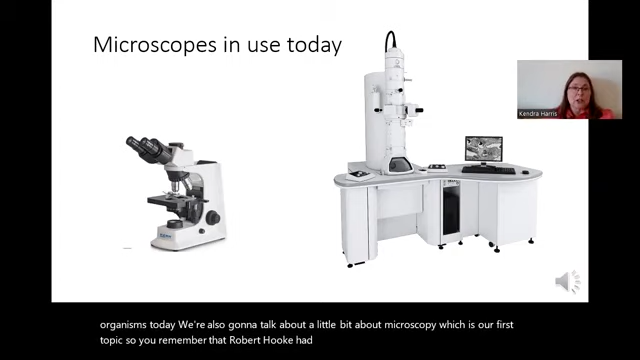 Microscopes in use today
Kendra Harris
organisms today We're also gonna talk about a little bit about microscopy which is our first
topic so you remember that Robert Hooke had